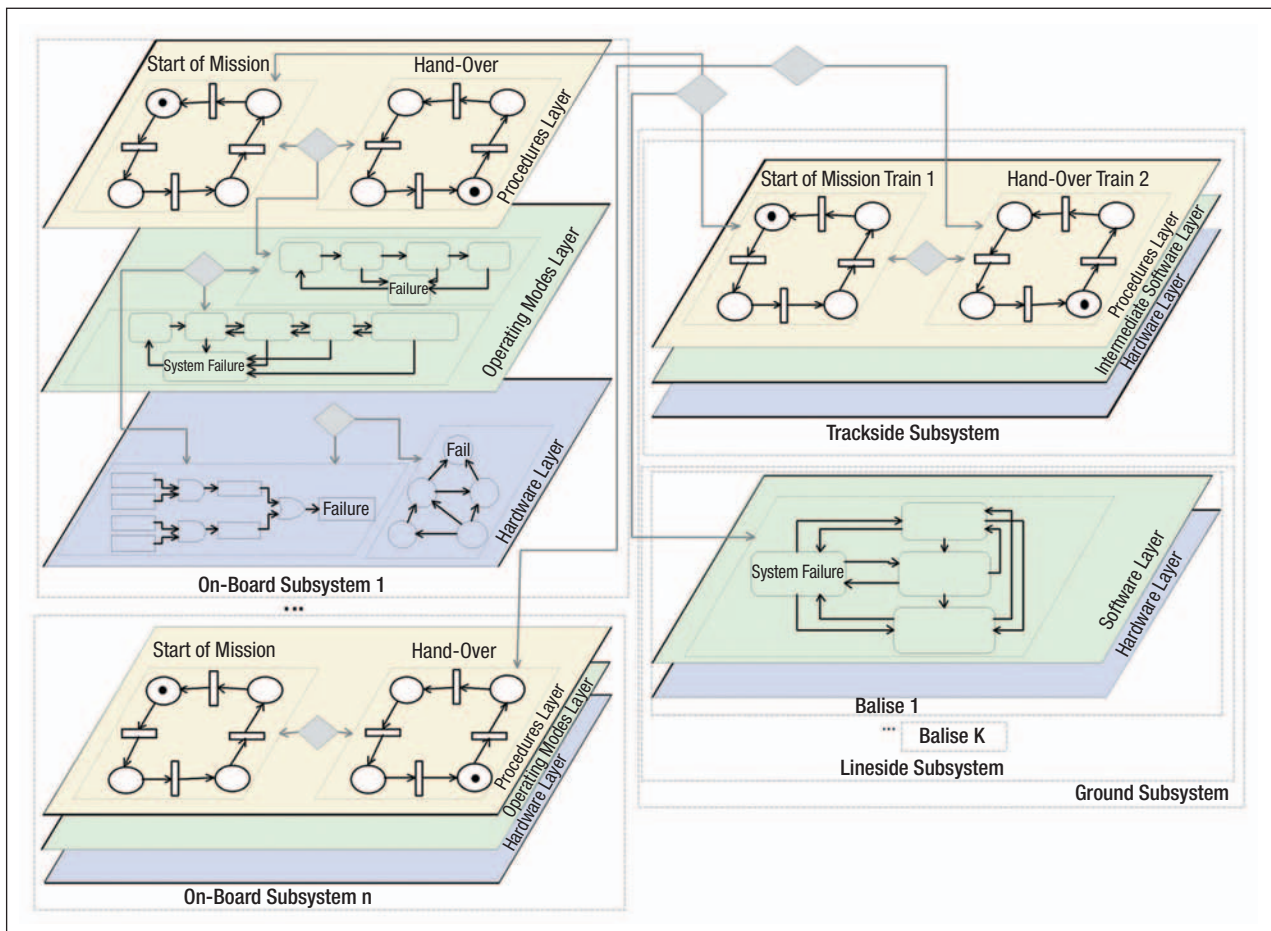 Start of Mission
Hand-Over
Procedures Layer
Failure
System Failure
Operating Modes Layer
Fail
Failure
Hardware Layer
On-Board Subsystem 1
...
Start of Mission
Hand-Over
Procedures Layer
Operating Modes Layer
Hardware Layer
On-Board Subsystem n
Start of Mission Train 1
Hand-Over Train 2
Procedures Layer
Intermediate Software Layer
Hardware Layer
Trackside Subsystem
System Failure
Software Layer
Hardware Layer
Balise 1
... Balise K
Lineside Subsystem
Ground Subsystem